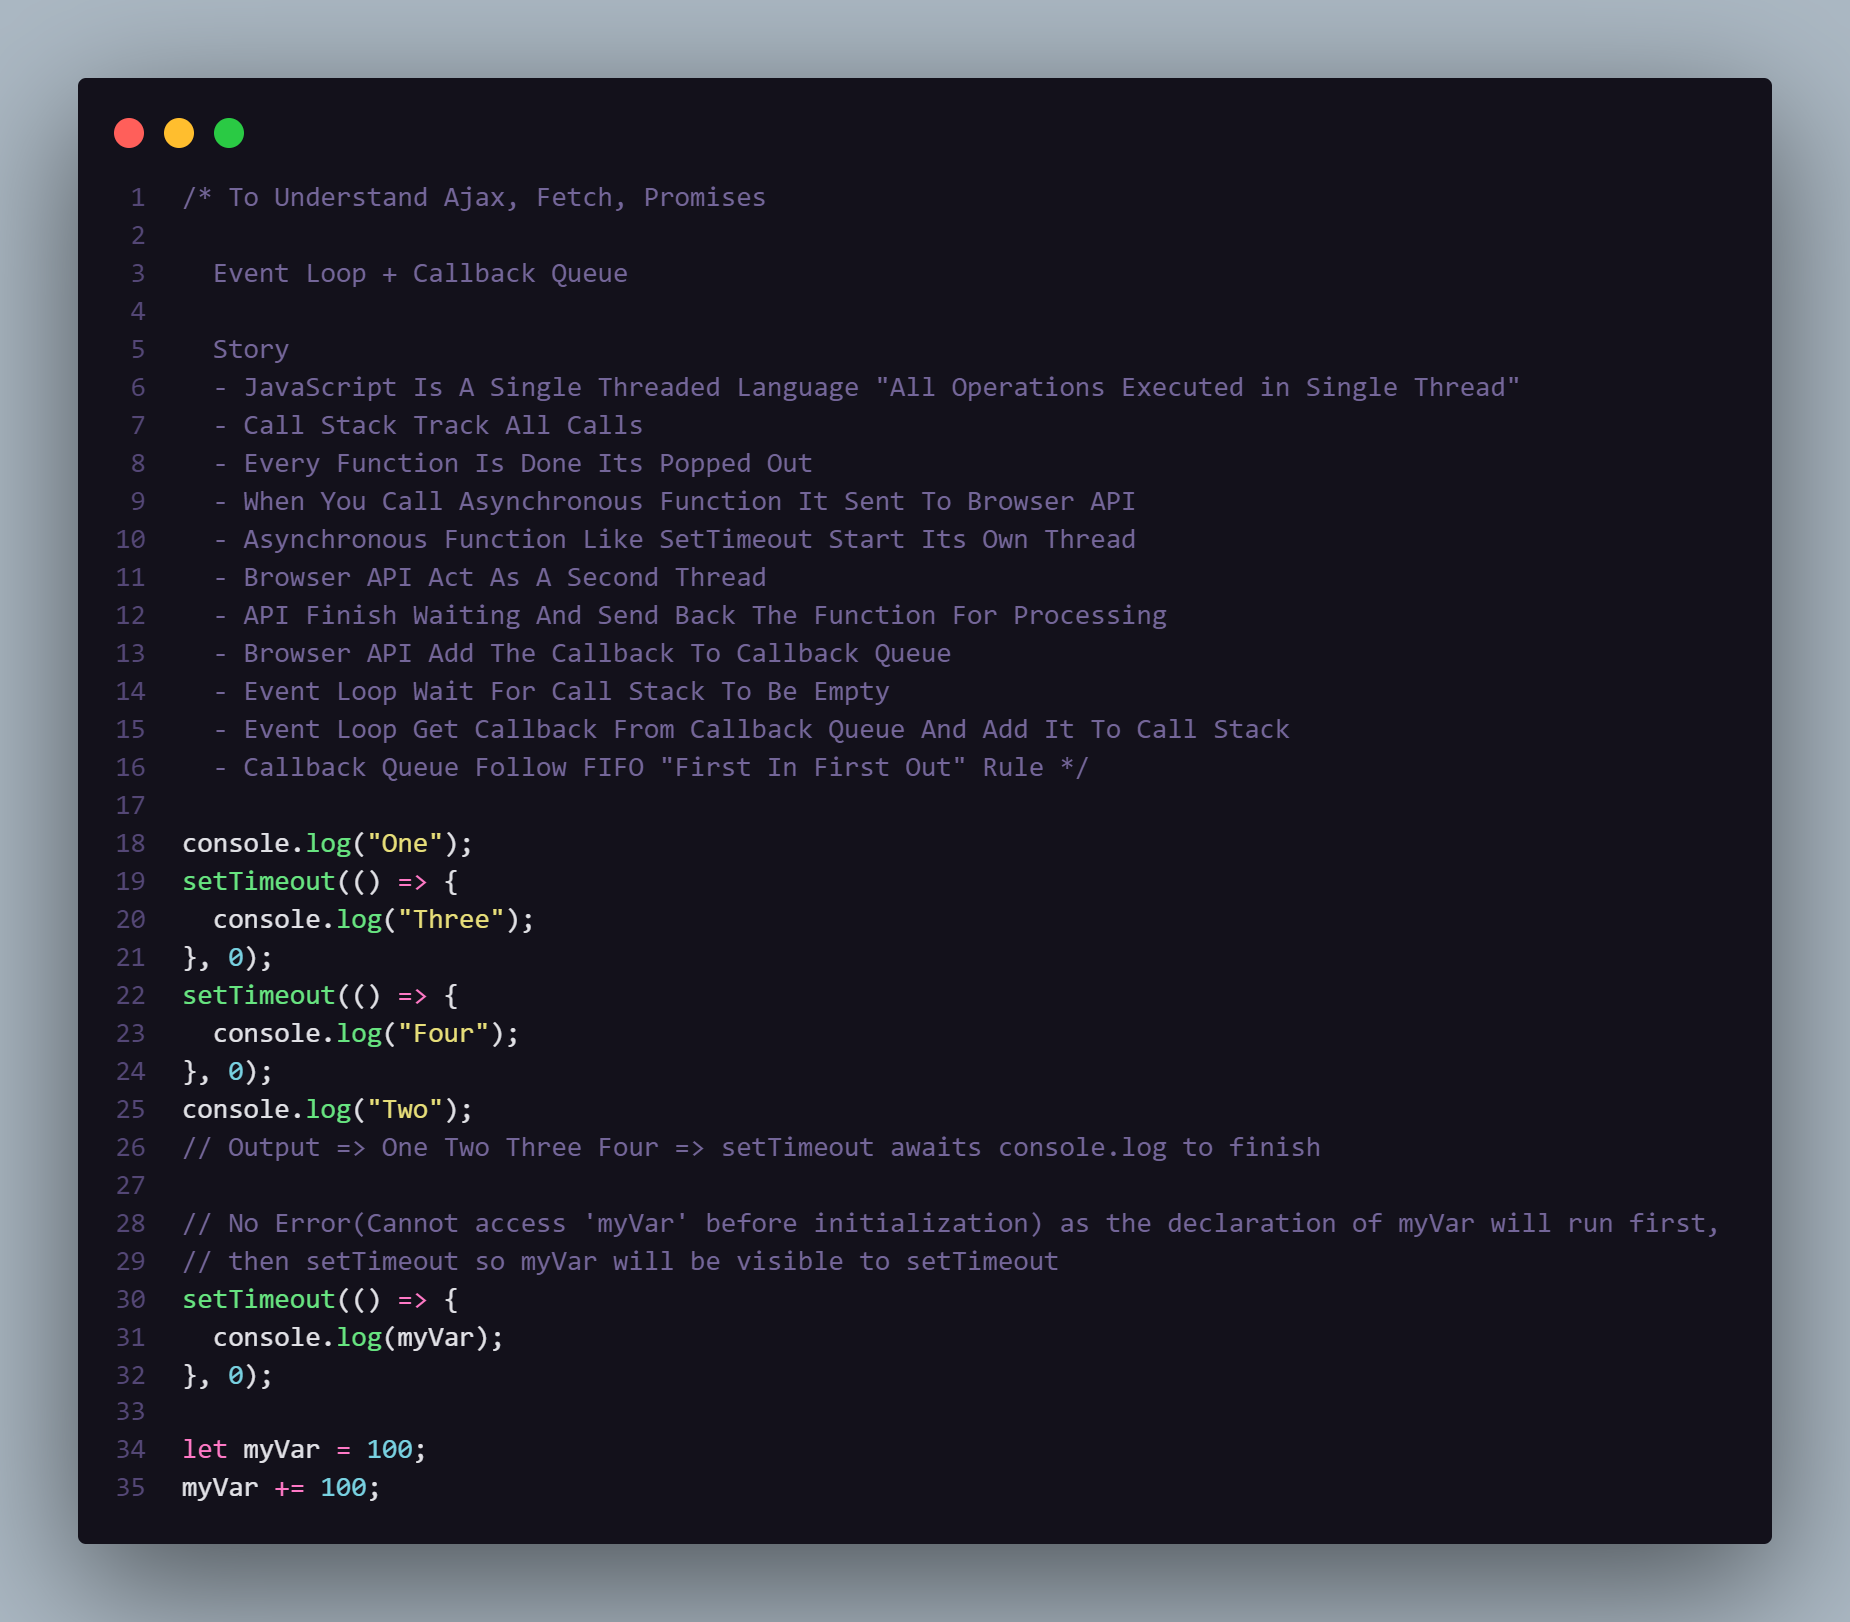 1 /* To Understand Ajax, Fetch, Promises
2
3   Event Loop + Callback Queue
4
5   Story
6   - JavaScript Is A Single Threaded Language "All Operations Executed in Single Thread"
7   - Call Stack Track All Calls
8   - Every Function Is Done Its Popped Out
9   - When You Call Asynchronous Function It Sent To Browser API
10   - Asynchronous Function Like SetTimeout Start Its Own Thread
11   - Browser API Act As A Second Thread
12   - API Finish Waiting And Send Back The Function For Processing
13   - Browser API Add The Callback To Callback Queue
14   - Event Loop Wait For Call Stack To Be Empty
15   - Event Loop Get Callback From Callback Queue And Add It To Call Stack
16   - Callback Queue Follow FIFO "First In First Out" Rule */
17
18 console.log("One");
19 setTimeout(() => {
20   console.log("Three");
21 }, 0);
22 setTimeout(() => {
23   console.log("Four");
24 }, 0);
25 console.log("Two");
26 // Output => One Two Three Four => setTimeout awaits console.log to finish
27
28 // No Error(Cannot access 'myVar' before initialization) as the declaration of myVar will run first,
29 // then setTimeout so myVar will be visible to setTimeout
30 setTimeout(() => {
31   console.log(myVar);
32 }, 0);
33
34 let myVar = 100;
35 myVar += 100;